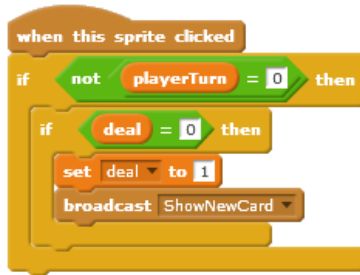 when this sprite clicked
if not playerTurn = 0 then
if deal = 0 then
set deal to 1
broadcast ShowNewCard